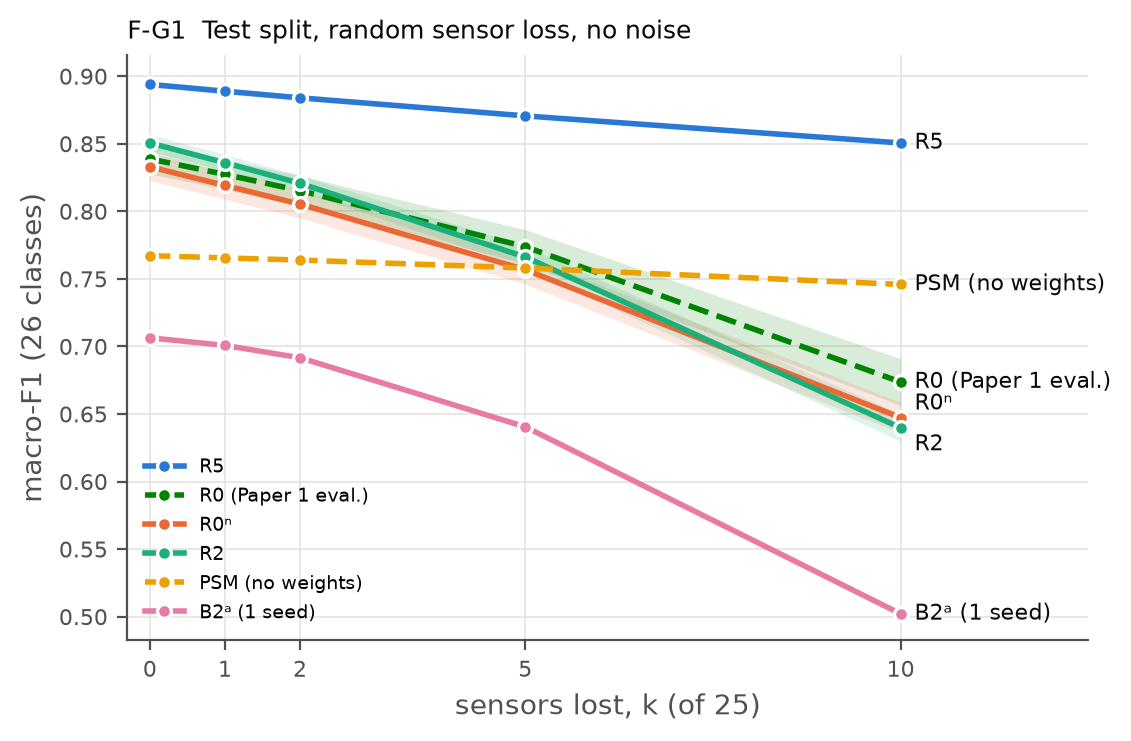 F-G1 Test split, random sensor loss, no noise
macro-F1 (26 classes)
0.90
0.85
0.80
0.75
0.70
0.65
0.60
0.55
0.50
R5
PSM (no weights)
R0 (Paper 1 eval.)
R0ⁿ
R2
B2ᵃ (1 seed)
R5
R0 (Paper 1 eval.)
R0ⁿ
R2
PSM (no weights)
B2ᵃ (1 seed)
0 1 2 5 10
sensors lost, k (of 25)